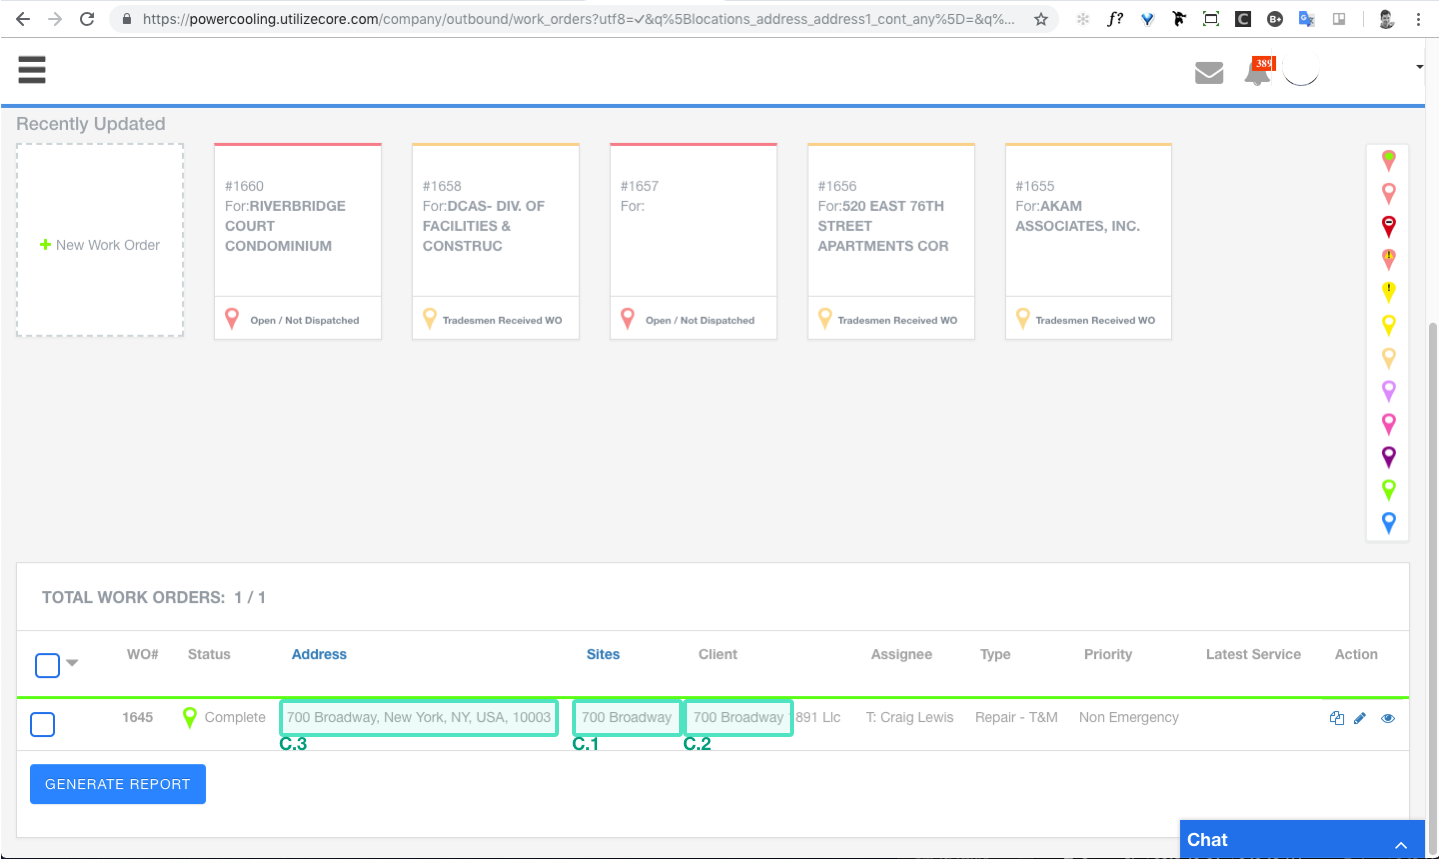 https://powercooling.utilizecore.com/company/outbound/work_orders?utf8=✓&q%5Blocations_address_address1_cont_any%5D=&q%...
f?
C
B+
389
Recently Updated
+ New Work Order
#1660
For:RIVERBRIDGE
COURT
CONDOMINIUM
Open / Not Dispatched
#1658
For:DCAS- DIV. OF
FACILITIES &
CONSTRUC
Tradesmen Received WO
#1657
For:
Open / Not Dispatched
#1656
For:520 EAST 76TH
STREET
APARTMENTS COR
Tradesmen Received WO
#1655
For:AKAM
ASSOCIATES, INC.
Tradesmen Received WO
TOTAL WORK ORDERS: 1 / 1
WO# Status Address Sites Client Assignee Type Priority Latest Service Action
1645 Complete 700 Broadway, New York, NY, USA, 10003 700 Broadway 700 Broadway 891 Llc T: Craig Lewis Repair - T&M Non Emergency
C.3 C.1 C.2
GENERATE REPORT
Chat